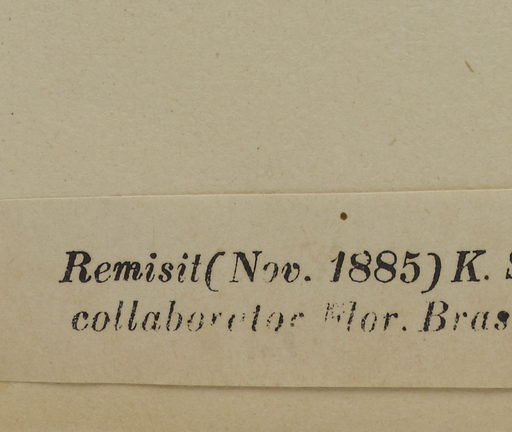 Remisit (Nov. 1885) K. S
collaborator Flor. Bras